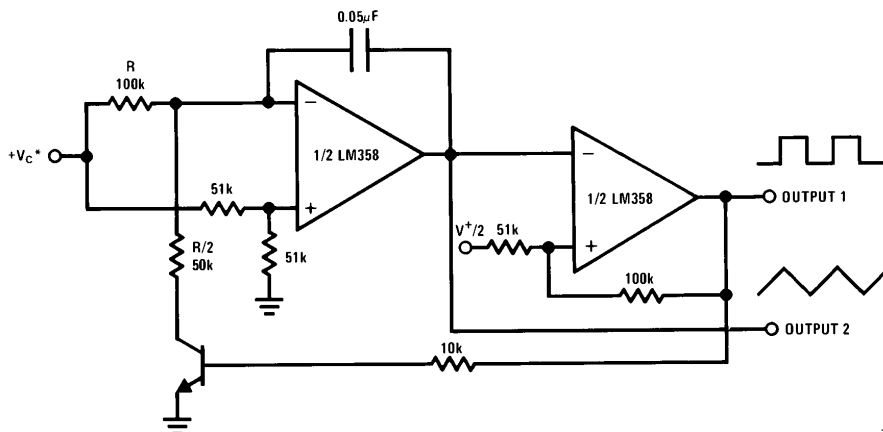 0.05μF
R
100k
+VC*
1/2 LM358
−
+
51k
51k
R/2
50k
1/2 LM358
−
+
V+/2
51k
100k
OUTPUT 1
OUTPUT 2
10k